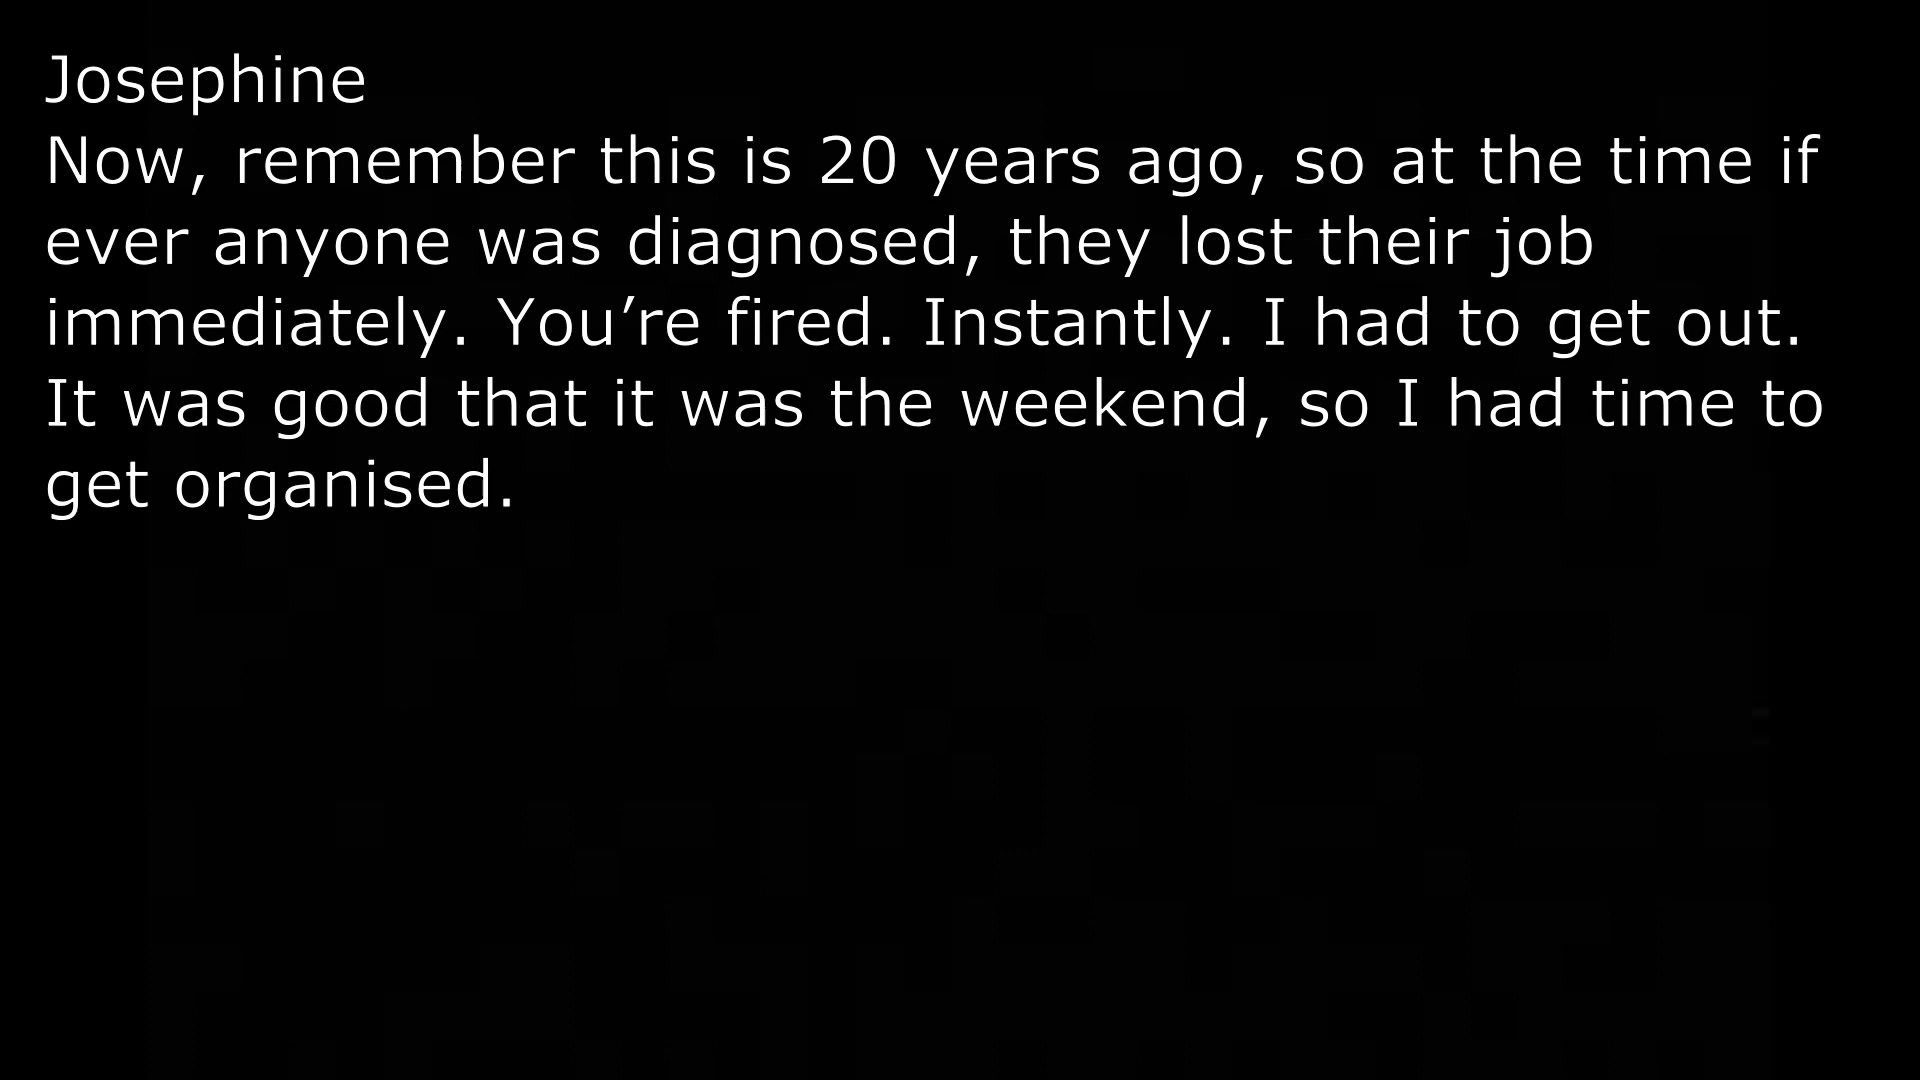 Josephine
Now, remember this is 20 years ago, so at the time if
ever anyone was diagnosed, they lost their job
immediately. You’re fired. Instantly. I had to get out.
It was good that it was the weekend, so I had time to
get organised.